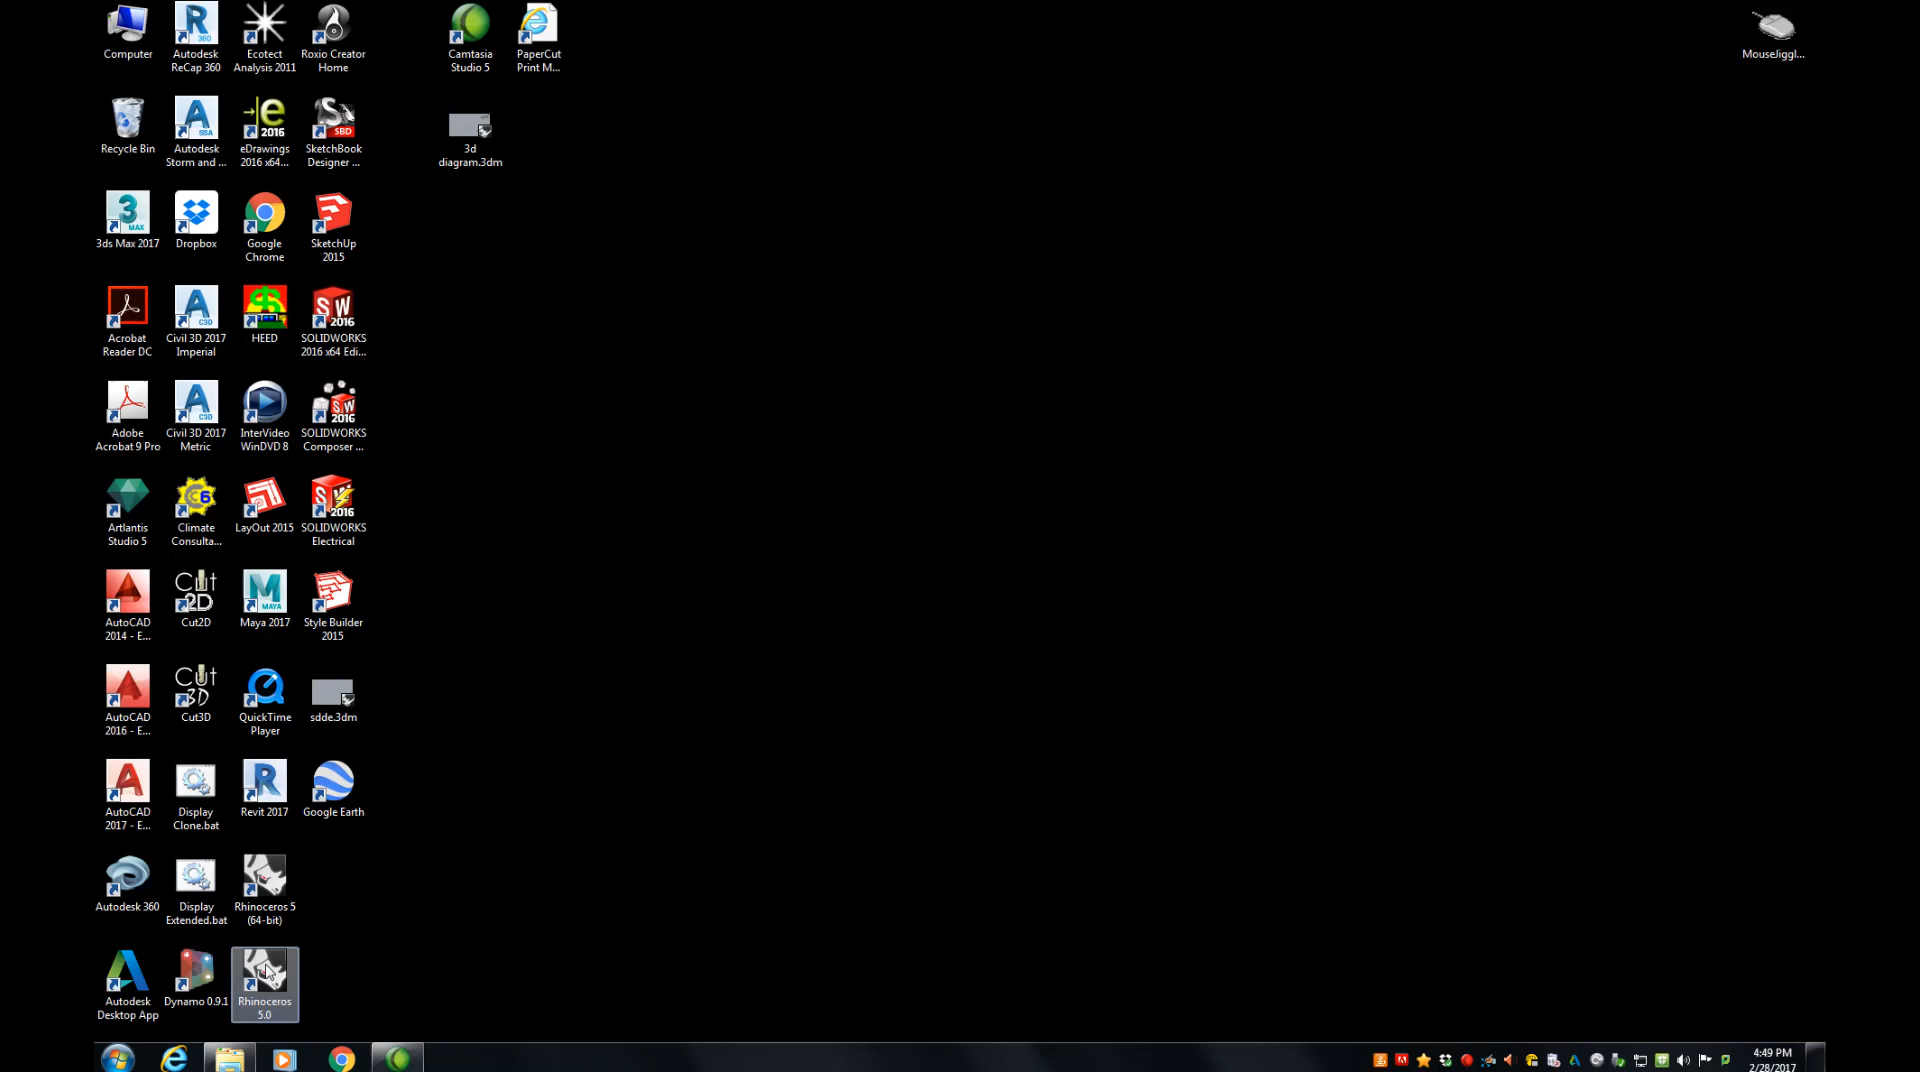 Computer
Autodesk
ReCap 360
Ecotect
Analysis 2011
Roxio Creator
Home
Camtasia
Studio 5
PaperCut
Print M...
MouseJiggl...
Recycle Bin
Autodesk
Storm and ...
eDrawings
2016 x64...
SketchBook
Designer ...
3d
diagram.3dm
3ds Max 2017
Dropbox
Google
Chrome
SketchUp
2015
Acrobat
Reader DC
Civil 3D 2017
Imperial
HEED
SOLIDWORKS
2016 x64 Edi...
Adobe
Acrobat 9 Pro
Civil 3D 2017
Metric
InterVideo
WinDVD 8
SOLIDWORKS
Composer ...
Artlantis
Studio 5
Climate
Consulta...
LayOut 2015
SOLIDWORKS
Electrical
AutoCAD
2014 - E...
Cut2D
Maya 2017
Style Builder
2015
AutoCAD
2016 - E...
Cut3D
QuickTime
Player
sdde.3dm
AutoCAD
2017 - E...
Display
Clone.bat
Revit 2017
Google Earth
Autodesk 360
Display
Extended.bat
Rhinoceros 5
(64-bit)
Autodesk
Desktop App
Dynamo 0.9.1
Rhinoceros
5.0
4:49 PM
2/28/2017